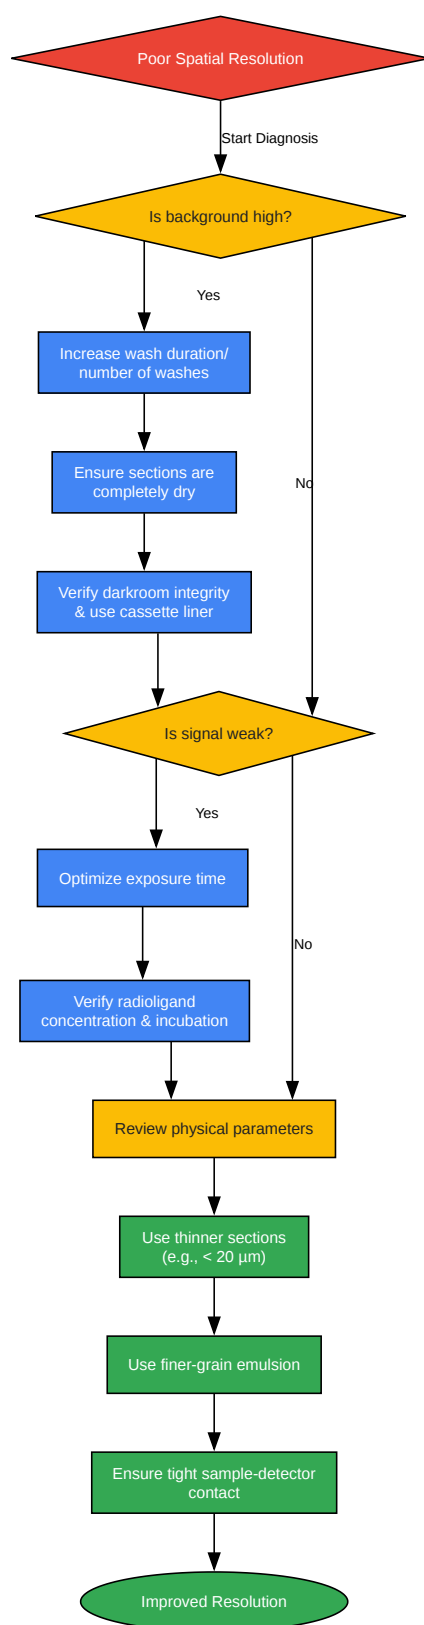 Poor Spatial Resolution
Start Diagnosis
Is background high?
Yes
Increase wash duration/
number of washes
Ensure sections are
completely dry
No
Verify darkroom integrity
& use cassette liner
Is signal weak?
Yes
Optimize exposure time
No
Verify radioligand
concentration & incubation
Review physical parameters
Use thinner sections
(e.g., < 20 µm)
Use finer-grain emulsion
Ensure tight sample-detector
contact
Improved Resolution